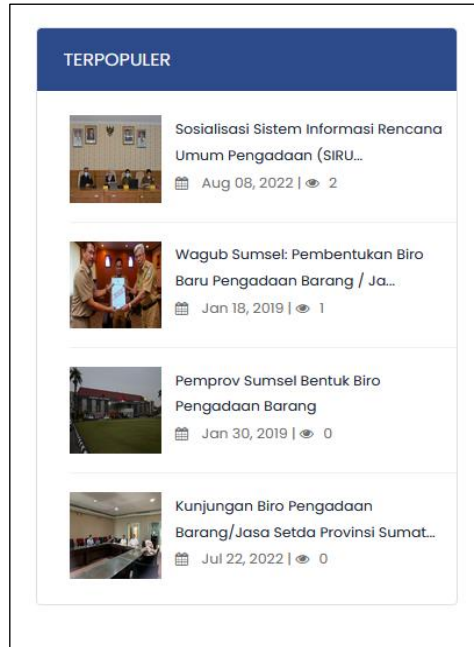 TERPOPULER
Sosialisasi Sistem Informasi Rencana
Umum Pengadaan (SIRU...
Aug 08, 2022 | 2
Wagub Sumsel: Pembentukan Biro
Baru Pengadaan Barang / Ja...
Jan 18, 2019 | 1
Pemprov Sumsel Bentuk Biro
Pengadaan Barang
Jan 30, 2019 | 0
Kunjungan Biro Pengadaan
Barang/Jasa Setda Provinsi Sumat...
Jul 22, 2022 | 0